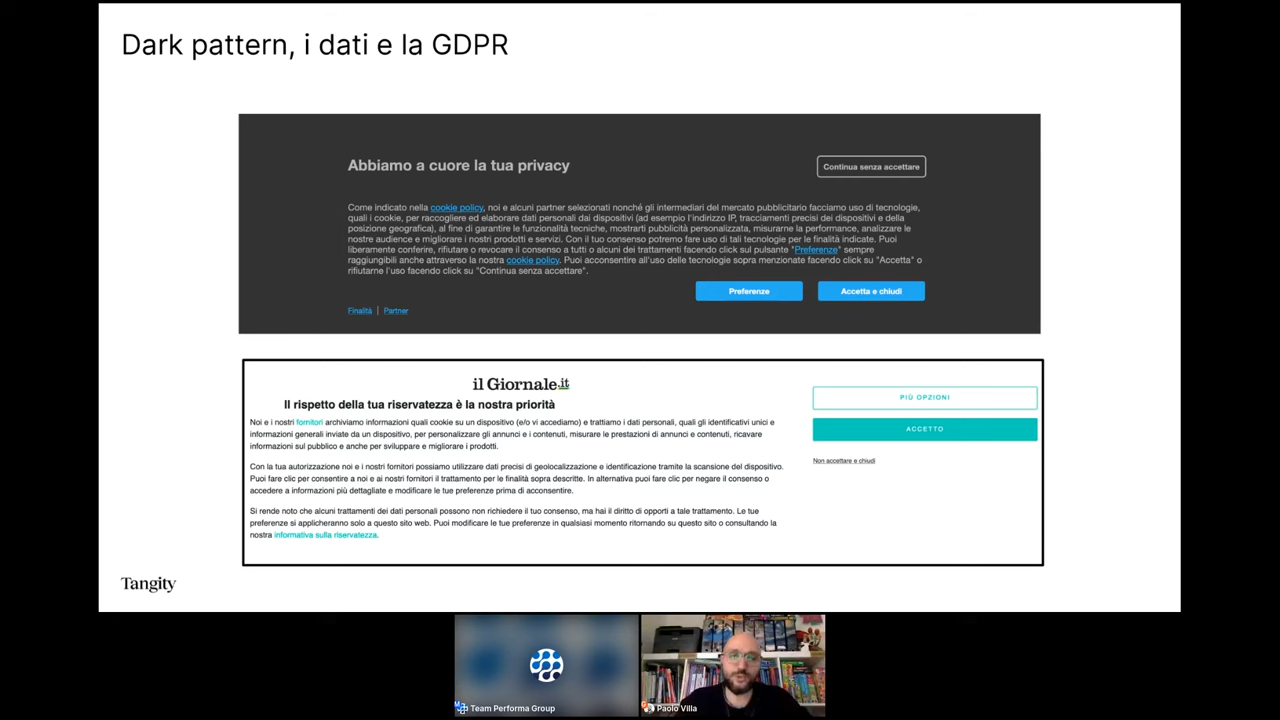 Dark pattern, i dati e la GDPR
Abbiamo a cuore la tua privacy
Continua senza accettare
Come indicato nella cookie policy, noi e alcuni partner selezionati nonché gli intermediari del mercato pubblicitario facciamo uso di tecnologie,
quali i cookie, per raccogliere ed elaborare dati personali dai dispositivi (ad esempio l'indirizzo IP, tracciamenti precisi dei dispositivi e della
posizione geografica), al fine di garantire le funzionalità tecniche, mostrarti pubblicità personalizzata, misurarne la performance, analizzare le
nostre audience e migliorare i nostri prodotti e servizi. Con il tuo consenso potremo fare uso di tali tecnologie per le finalità indicate. Puoi
liberamente conferire, rifiutare o revocare il consenso a tutti o alcuni dei trattamenti facendo click sul pulsante "Preferenze" sempre
raggiungibili anche attraverso la nostra cookie policy. Puoi acconsentire all'uso delle tecnologie sopra menzionate facendo click su "Accetta" o
rifiutarne l'uso facendo click su "Continua senza accettare".
Preferenze
Accetta e chiudi
Finalità | Partner
il Giornale.it
Il rispetto della tua riservatezza è la nostra priorità
Noi e i nostri fornitori archiviamo informazioni quali cookie su un dispositivo (e/o vi accediamo) e trattiamo i dati personali, quali gli identificativi unici e
informazioni generali inviate da un dispositivo, per personalizzare gli annunci e i contenuti, misurare le prestazioni di annunci e contenuti, ricavare
informazioni sul pubblico e anche per sviluppare e migliorare i prodotti.
Con la tua autorizzazione noi e i nostri fornitori possiamo utilizzare dati precisi di geolocalizzazione e identificazione tramite la scansione del dispositivo.
Puoi fare clic per consentire a noi e ai nostri fornitori il trattamento per le finalità sopra descritte. In alternativa puoi fare clic per negare il consenso o
accedere a informazioni più dettagliate e modificare le tue preferenze prima di acconsentire.
Si rende noto che alcuni trattamenti dei dati personali possono non richiedere il tuo consenso, ma hai il diritto di opporti a tale trattamento. Le tue
preferenze si applicheranno solo a questo sito web. Puoi modificare le tue preferenze in qualsiasi momento ritornando su questo sito o consultando la
nostra informativa sulla riservatezza.
PIÙ OPZIONI
ACCETTO
Non accettare e chiudi
Tangity
Team Performa Group
Paolo Villa